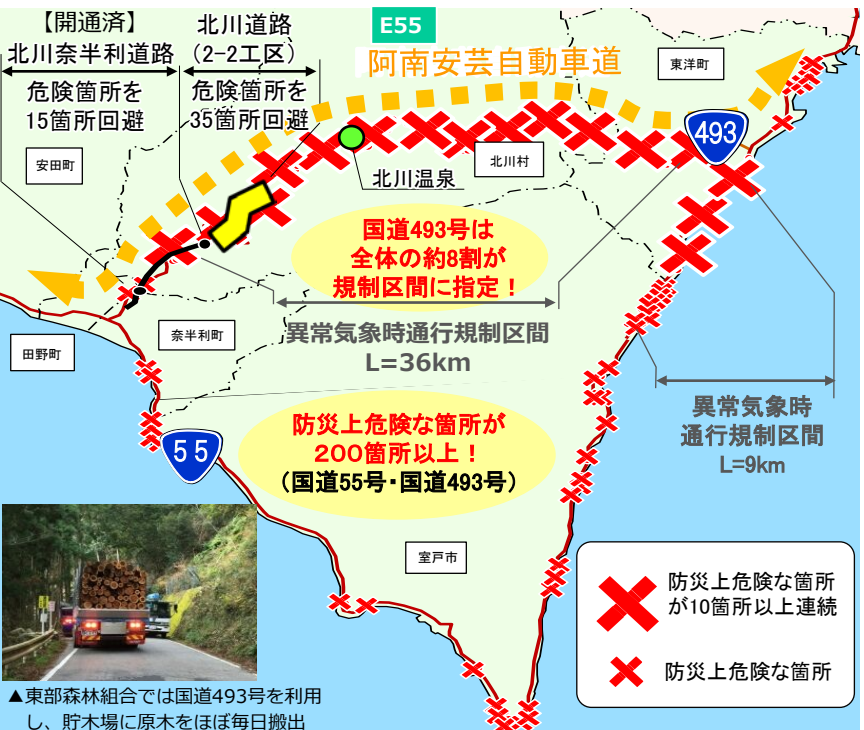 【開通済】
北川奈半利道路
危険箇所を
15箇所回避
北川道路
(2-2工区)
危険箇所を
35箇所回避
E55
阿南安芸自動車道
東洋町
493
安田町
北川村
北川温泉
国道493号は
全体の約8割が
規制区間に指定！
異常気象時通行規制区間
L=36km
奈半利町
田野町
防災上危険な箇所が
200箇所以上！
(国道55号・国道493号)
55
異常気象時
通行規制区間
L=9km
室戸市
防災上危険な箇所
が10箇所以上連続
防災上危険な箇所
▲東部森林組合では国道493号を利用
し、貯木場に原木をほぼ毎日搬出